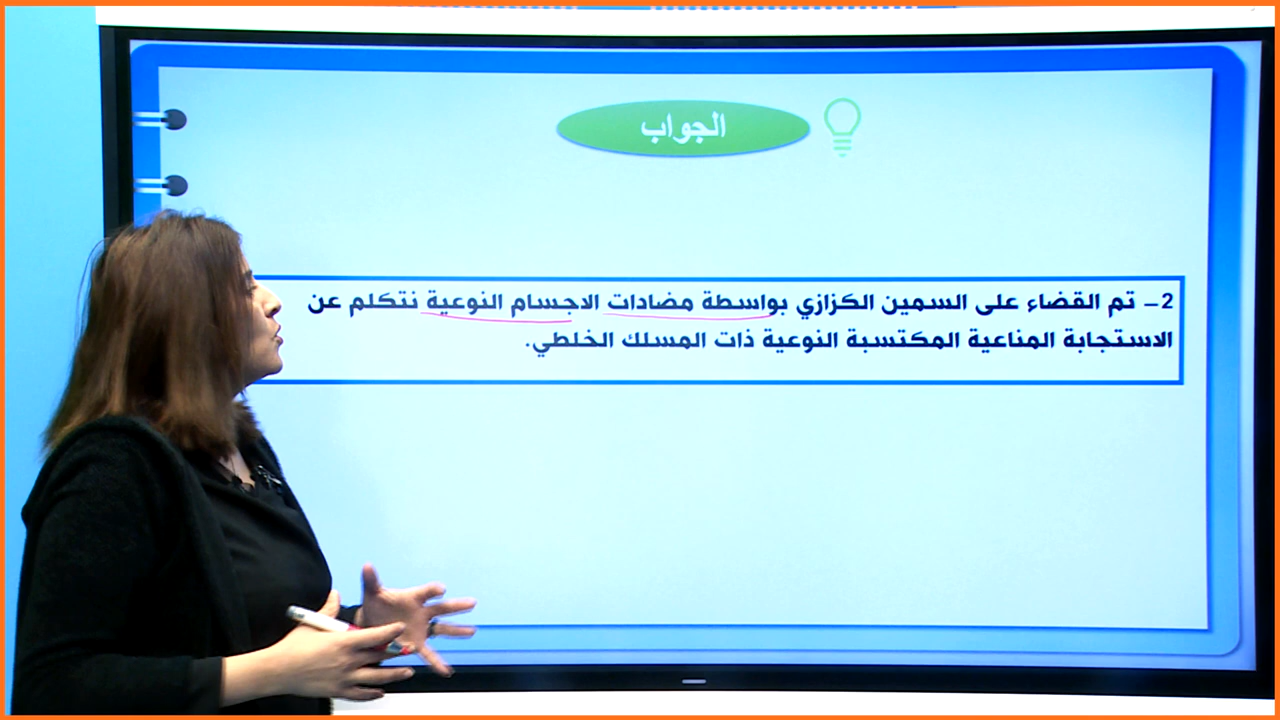 الجواب
2– تم القضاء على السمين الكزازي بواسطة مضادات الاجسام النوعية نتكلم عن
الاستجابة المناعية المكتسبة النوعية ذات المسلك الخلطي.